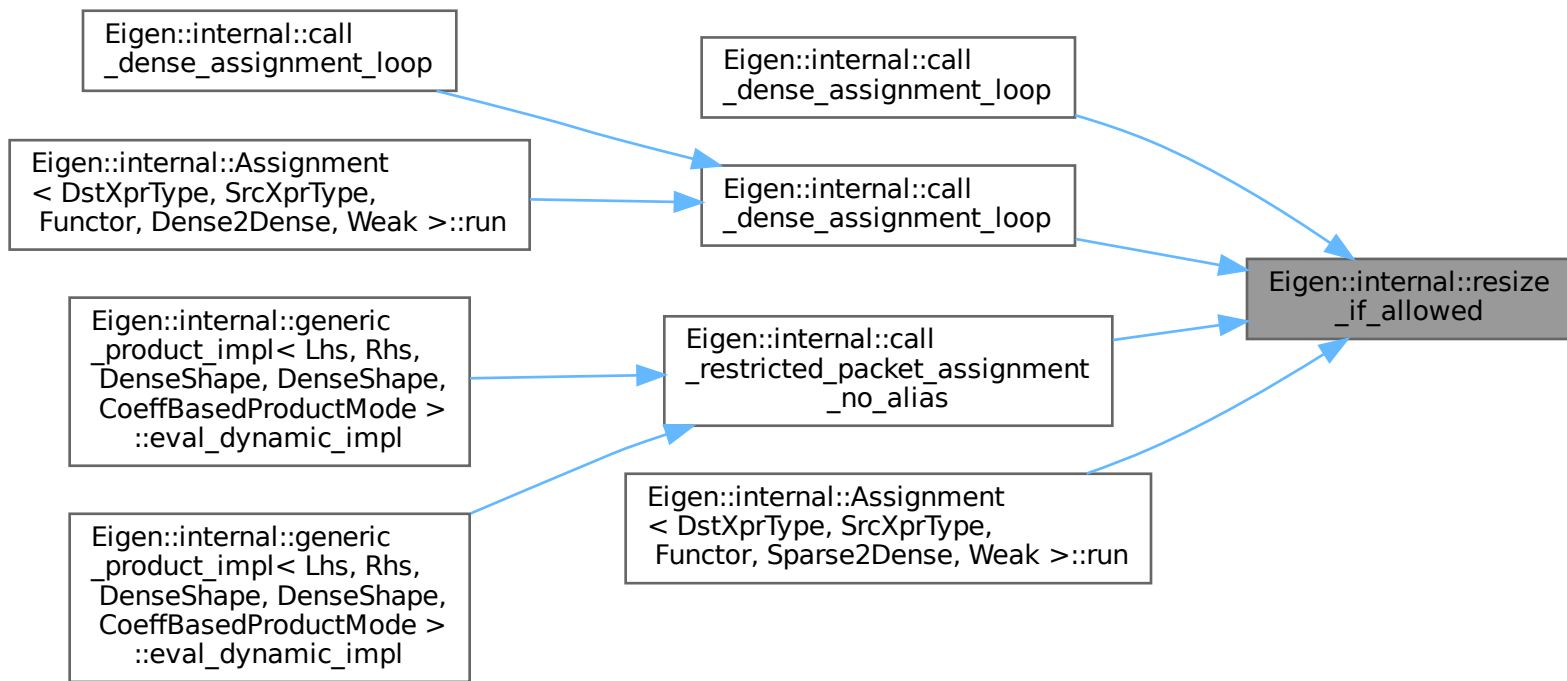 Eigen::internal::call
_dense_assignment_loop
Eigen::internal::Assignment
< DstXprType, SrcXprType,
Functor, Dense2Dense, Weak >::run
Eigen::internal::generic
_product_impl< Lhs, Rhs,
DenseShape, DenseShape,
CoeffBasedProductMode >
::eval_dynamic_impl
Eigen::internal::generic
_product_impl< Lhs, Rhs,
DenseShape, DenseShape,
CoeffBasedProductMode >
::eval_dynamic_impl
Eigen::internal::call
_dense_assignment_loop
Eigen::internal::call
_dense_assignment_loop
Eigen::internal::call
_restricted_packet_assignment
_no_alias
Eigen::internal::Assignment
< DstXprType, SrcXprType,
Functor, Sparse2Dense, Weak >::run
Eigen::internal::resize
_if_allowed